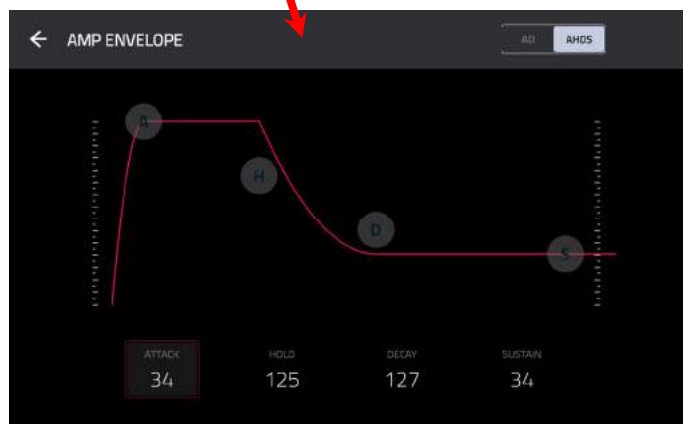 AMP ENVELOPE
AD AHDS
A
H
D
S
ATTACK HOLD DECAY SUSTAIN
34 125 127 34